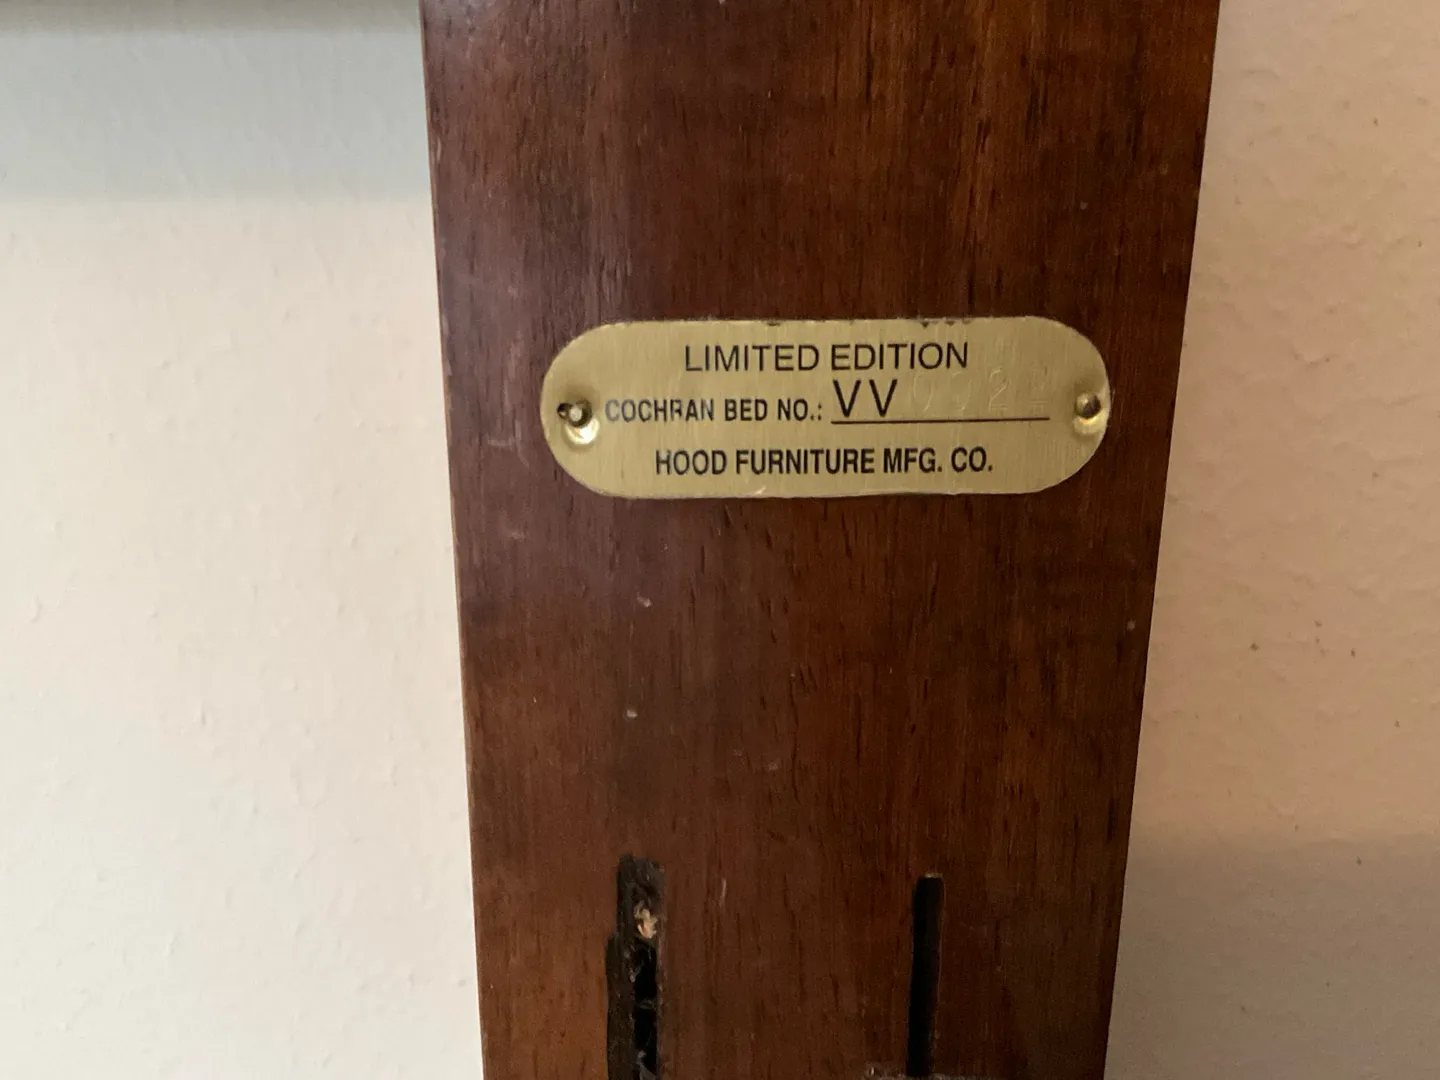 LIMITED EDITION
COCHRAN BED NO.: VV
HOOD FURNITURE MFG. CO.